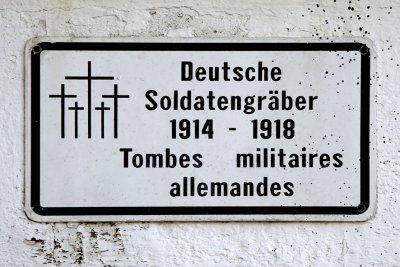 Deutsche
Soldatengräber
1914 - 1918
Tombes militaires
allemandes